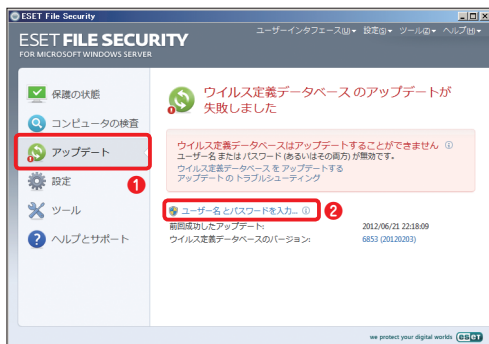 ESET File Security
ESET FILE SECURITY
FOR MICROSOFT WINDOWS SERVER
ユーザーインタフェース(U)▾ 設定(S)▾ ツール(Q)▾ ヘルプ(H)▾
保護の状態
コンピュータの検査
アップデート
設定
ツール
ヘルプとサポート
1
ウイルス定義データベース のアップデートが
失敗しました
ウイルス定義データベースはアップデートすることができません
ユーザー名 または パスワード (あるいはその両方) が無効です。
ウイルス定義データベース を アップデートする
アップデート の トラブルシューティング
ユーザー名 とパスワードを入力...
2
前回成功したアップデート: 2012/06/21 22:18:09
ウイルス定義データベースのバージョン: 6853 (20120203)
we protect your digital worlds eset